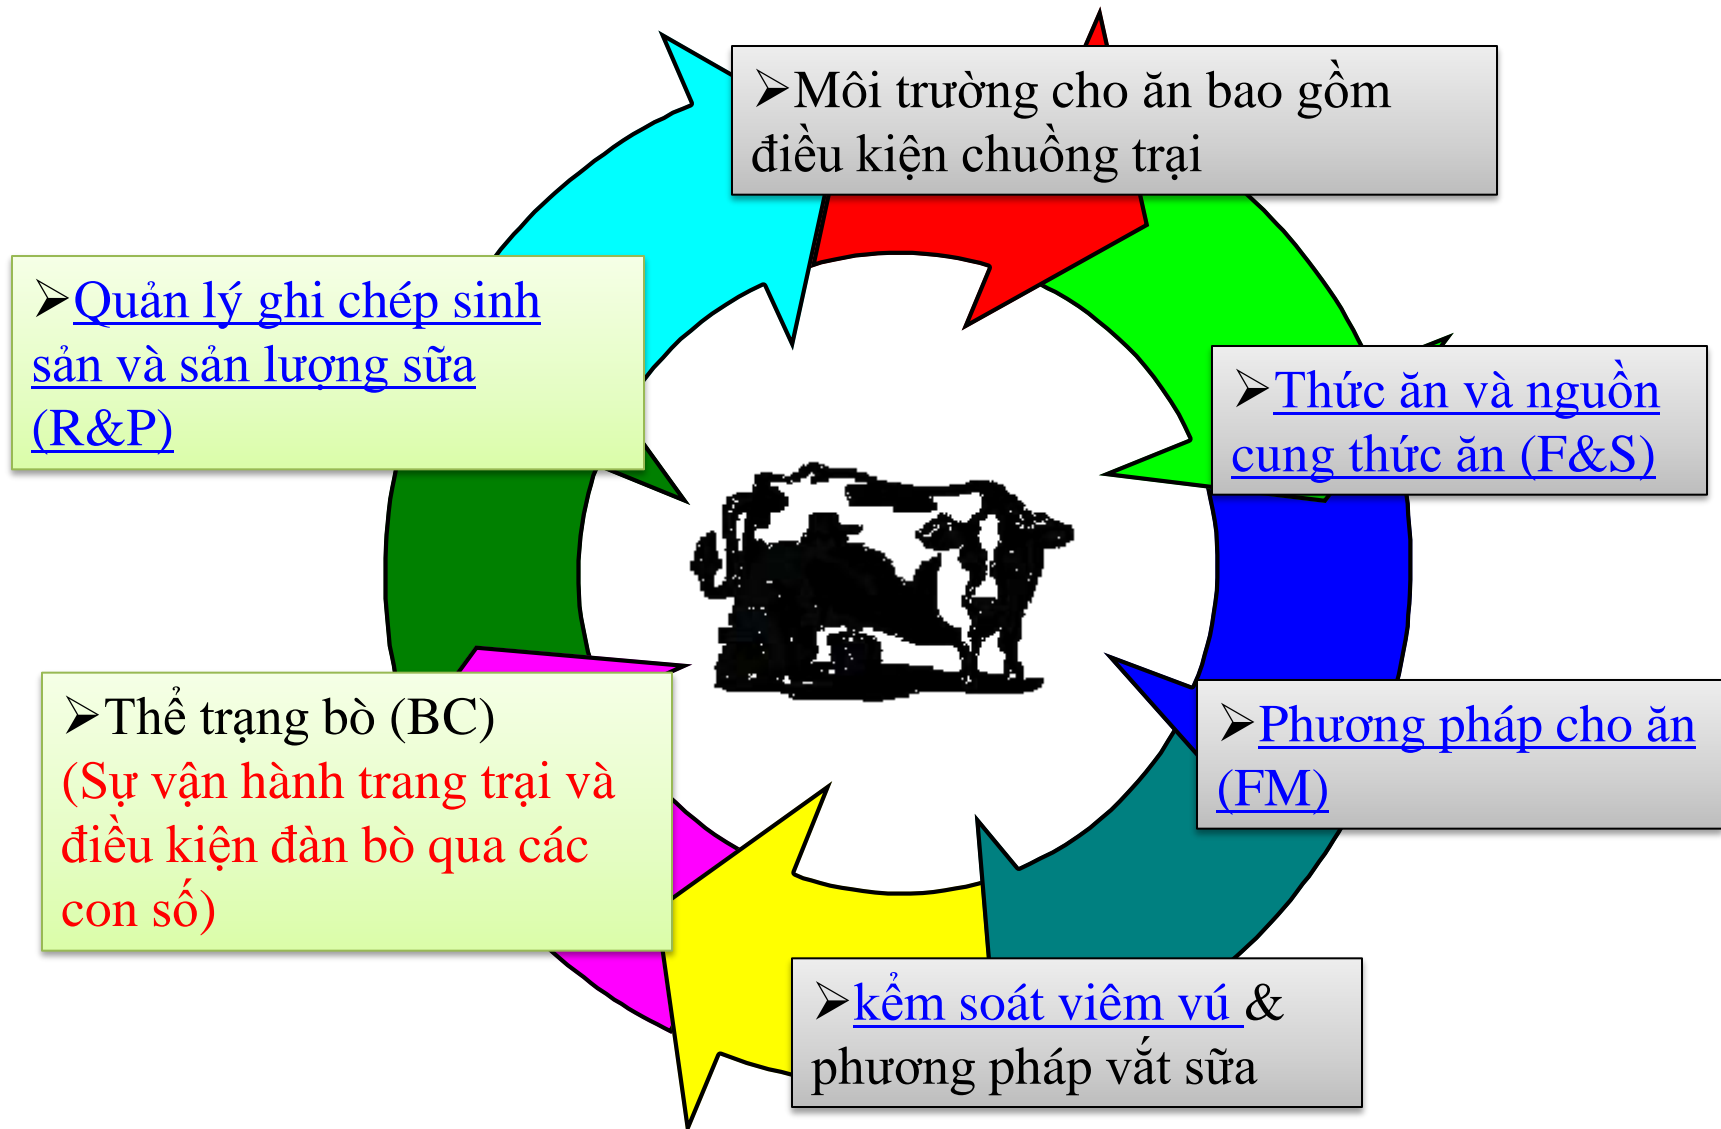 ➢Môi trường cho ăn bao gồm
điều kiện chuồng trại
➢Quản lý ghi chép sinh
sản và sản lượng sữa
(R&P)
➢Thức ăn và nguồn
cung thức ăn (F&S)
➢Thể trạng bò (BC)
(Sự vận hành trang trại và
điều kiện đàn bò qua các
con số)
➢Phương pháp cho ăn
(FM)
➢kểm soát viêm vú &
phương pháp vắt sữa